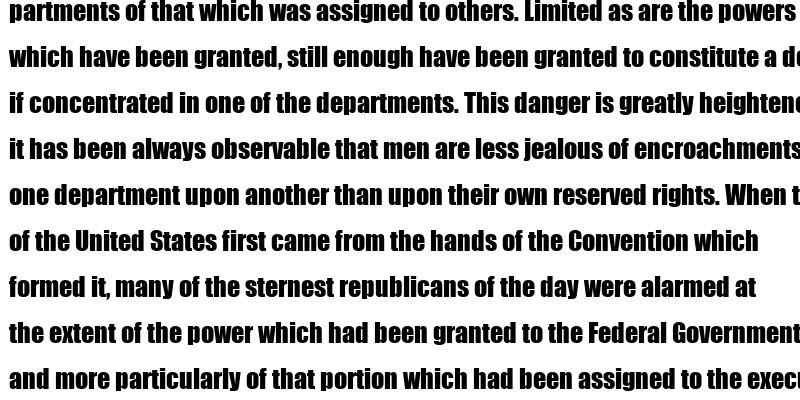 partments of that which was assigned to others. Limited as are the powers
which have been granted, still enough have been granted to constitute a
if concentrated in one of the departments. This danger is greatly
it has been always observable that men are less jealous of encroachments
one department upon another than upon their own reserved rights. When
of the United States first came from the hands of the Convention which
formed it, many of the sternest republicans of the day were alarmed at
the extent of the power which had been granted to the Federal Government
and more particularly of that portion which had been assigned to the